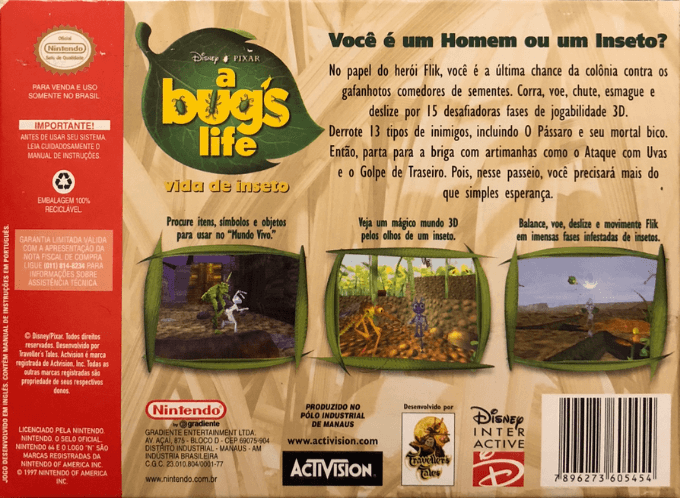 Oficial
Nintendo
Selo de Qualidade
PARA VENDA E USO
SOMENTE NO BRASIL
IMPORTANTE!
ANTES DE USAR SEU SISTEMA
LEIA CUIDADOSAMENTE O
MANUAL DE INSTRUÇÕES.
EMBALAGEM 100%
RECICLÁVEL.
GARANTIA LIMITADA VÁLIDA
COM A APRESENTAÇÃO DA
NOTA FISCAL DE COMPRA
LIGUE (011) 814-8234 PARA
INFORMAÇÕES SOBRE
ASSISTÊNCIA TÉCNICA.
© Disney/Pixar. Todos direitos
reservados. Desenvolvido por
Traveller's Tales. Activision é marca
registrada de Activision, Inc. Todas as
outras marcas registradas são
propriedade de seus respectivos
donos.
LICENCIADO PELA NINTENDO.
NINTENDO, O SELO OFICIAL,
NINTENDO 64 E O LOGO "N" SÃO
MARCAS REGISTRADAS DA
NINTENDO OF AMERICA INC.
© 1997 NINTENDO OF AMERICA
INC.
JOGO DESENVOLVIDO EM INGLÊS. CONTÉM MANUAL DE INSTRUÇÕES EM PORTUGUÊS.
Disney PIXAR
a
bug's
life
vida de inseto
Você é um Homem ou um Inseto?
No papel do herói Flik, você é a última chance da colônia contra os
gafanhotos comedores de sementes. Corra, voe, chute, esmague e
deslize por 15 desafiadoras fases de jogabilidade 3D.
Derrote 13 tipos de inimigos, incluindo O Pássaro e seu mortal bico.
Então, parta para a briga com artimanhas como o Ataque com Uvas
e o Golpe de Traseiro. Pois, nesse passeio, você precisará mais do
que simples esperança.
Procure itens, símbolos e objetos
para usar no "Mundo Vivo".
Veja um mágico mundo 3D
pelos olhos de um inseto.
Balance, voe, deslize e movimente Flik
em imensas fases infestadas de insetos.
Nintendo
by gradiente
GRADIENTE ENTERTAINMENT LTDA.
AV. AÇAÍ, 875 - BLOCO D - CEP 69075-904
DISTRITO INDUSTRIAL - MANAUS - AM
INDÚSTRIA BRASILEIRA
C.G.C. 23.010.804/0001-77
www.nintendo.com.br
PRODUZIDO NO
PÓLO INDUSTRIAL
DE MANAUS
www.activision.com
ACTIVISION
Desenvolvido por
Traveller's
Tales
Disney
INTER
ACTIVE
D
7 896273 605454